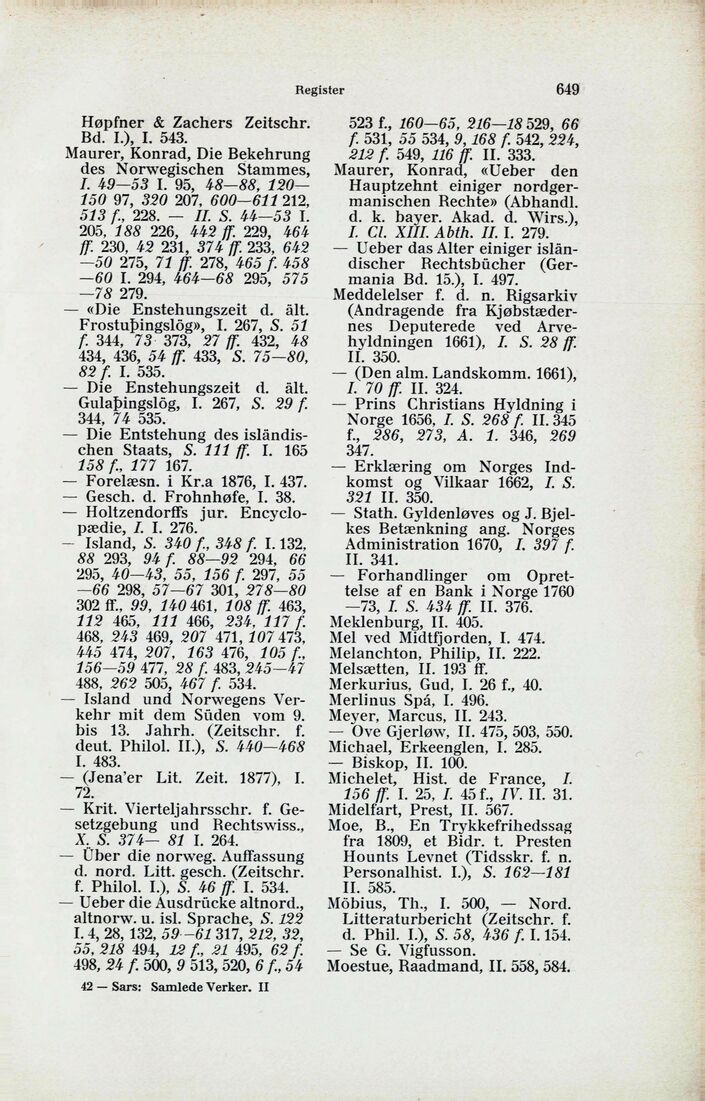 Register
649
Høpfner & Zachers Zeitschr.
Bd. I.), I. 543.
Maurer, Konrad, Die Bekehrung
des Norwegischen Stammes,
I. 49—53 I. 95, 48—88, 120—
150 97, 320 207, 600—611 212,
513 f., 228. — II. S. 44—53 I.
205, 188 226, 442 ff. 229, 464
ff. 230, 42 231, 374 ff. 233, 642
—50 275, 71 ff. 278, 465 f. 458
—60 I. 294, 464—68 295, 575
—78 279.
— «Die Enstehungszeit d. ält.
Frostuþingslög», I. 267, S. 51
f. 344, 73 373, 27 ff. 432, 48
434, 436, 54 ff. 433, S. 75—80,
82 f. I. 535.
— Die Enstehungszeit d. ält.
Gulaþingslög, I. 267, S. 29 f.
344, 74 535.
— Die Entstehung des isländis-
chen Staats, S. 111 ff. I. 165
158 f., 177 167.
— Forelæsn. i Kr.a 1876, I. 437.
— Gesch. d. Frohnhøfe, I. 38.
— Holtzendorffs jur. Encyclo-
pædie, I. I. 276.
— Island, S. 340 f., 348 f. I. 132,
88 293, 94 f. 88—92 294, 66
295, 40—43, 55, 156 f. 297, 55
—66 298, 57—67 301, 278—80
302 ff., 99, 140 461, 108 ff. 463,
112 465, 111 466, 234, 117 f.
468, 243 469, 207 471, 107 473,
445 474, 207, 163 476, 105 f.,
156—59 477, 28 f. 483, 245—47
488, 262 505, 467 f. 534.
— Island und Norwegens Ver-
kehr mit dem Süden vom 9.
bis 13. Jahrh. (Zeitschr. f.
deut. Philol. II.), S. 440—468
I. 483.
— (Jena'er Lit. Zeit. 1877), I.
72.
— Krit. Vierteljahrsschr. f. Ge-
setzgebung und Rechtswiss.,
X. S. 374— 81 I. 264.
— Über die norweg. Auffassung
d. nord. Litt. gesch. (Zeitschr.
f. Philol. I.), S. 46 ff. I. 534.
— Ueber die Ausdrücke altnord.,
altnorw. u. isl. Sprache, S. 122
I. 4, 28, 132, 59—61 317, 212, 32,
55, 218 494, 12 f., 21 495, 62 f.
498, 24 f. 500, 9 513, 520, 6 f., 54
42 — Sars: Samlede Verker. II
523 f., 160—65, 216—18 529, 66
f. 531, 55 534, 9, 168 f. 542, 224,
212 f. 549, 116 ff. II. 333.
Maurer, Konrad, «Ueber den
Hauptzehnt einiger nordger-
manischen Rechte» (Abhandl.
d. k. bayer. Akad. d. Wirs.),
I. Cl. XIII. Abth. II. I. 279.
— Ueber das Alter einiger islän-
discher Rechtsbücher (Ger-
mania Bd. 15.), I. 497.
Meddelelser f. d. n. Rigsarkiv
(Andragende fra Kjøbstæder-
nes Deputerede ved Arve-
hyldningen 1661), I. S. 28 ff.
II. 350.
— (Den alm. Landskomm. 1661),
I. 70 ff. II. 324.
— Prins Christians Hyldning i
Norge 1656, I. S. 268 f. II. 345
f., 286, 273, A. 1. 346, 269
347.
— Erklæring om Norges Ind-
komst og Vilkaar 1662, I. S.
321 II. 350.
— Stath. Gyldenløves og J. Bjel-
kes Betænkning ang. Norges
Administration 1670, I. 397 f.
II. 341.
— Forhandlinger om Opret-
telse af en Bank i Norge 1760
—73, I. S. 434 ff. II. 376.
Meklenburg, II. 405.
Mel ved Midtfjorden, I. 474.
Melanchton, Philip, II. 222.
Melsætten, II. 193 ff.
Merkurius, Gud, I. 26 f., 40.
Merlinus Spá, I. 496.
Meyer, Marcus, II. 243.
— Ove Gjerløw, II. 475, 503, 550.
Michael, Erkeenglen, I. 285.
— Biskop, II. 100.
Michelet, Hist. de France, I.
156 ff. I. 25, I. 45 f., IV. II. 31.
Midelfart, Prest, II. 567.
Moe, B., En Trykkefrihedssag
fra 1809, et Bidr. t. Presten
Hounts Levnet (Tidsskr. f. n.
Personalhist. I.), S. 162—181
II. 585.
Möbius, Th., I. 500, — Nord.
Litteraturbericht (Zeitschr. f.
d. Phil. I.), S. 58, 436 f. I. 154.
— Se G. Vigfusson.
Moestue, Raadmand, II. 558, 584.